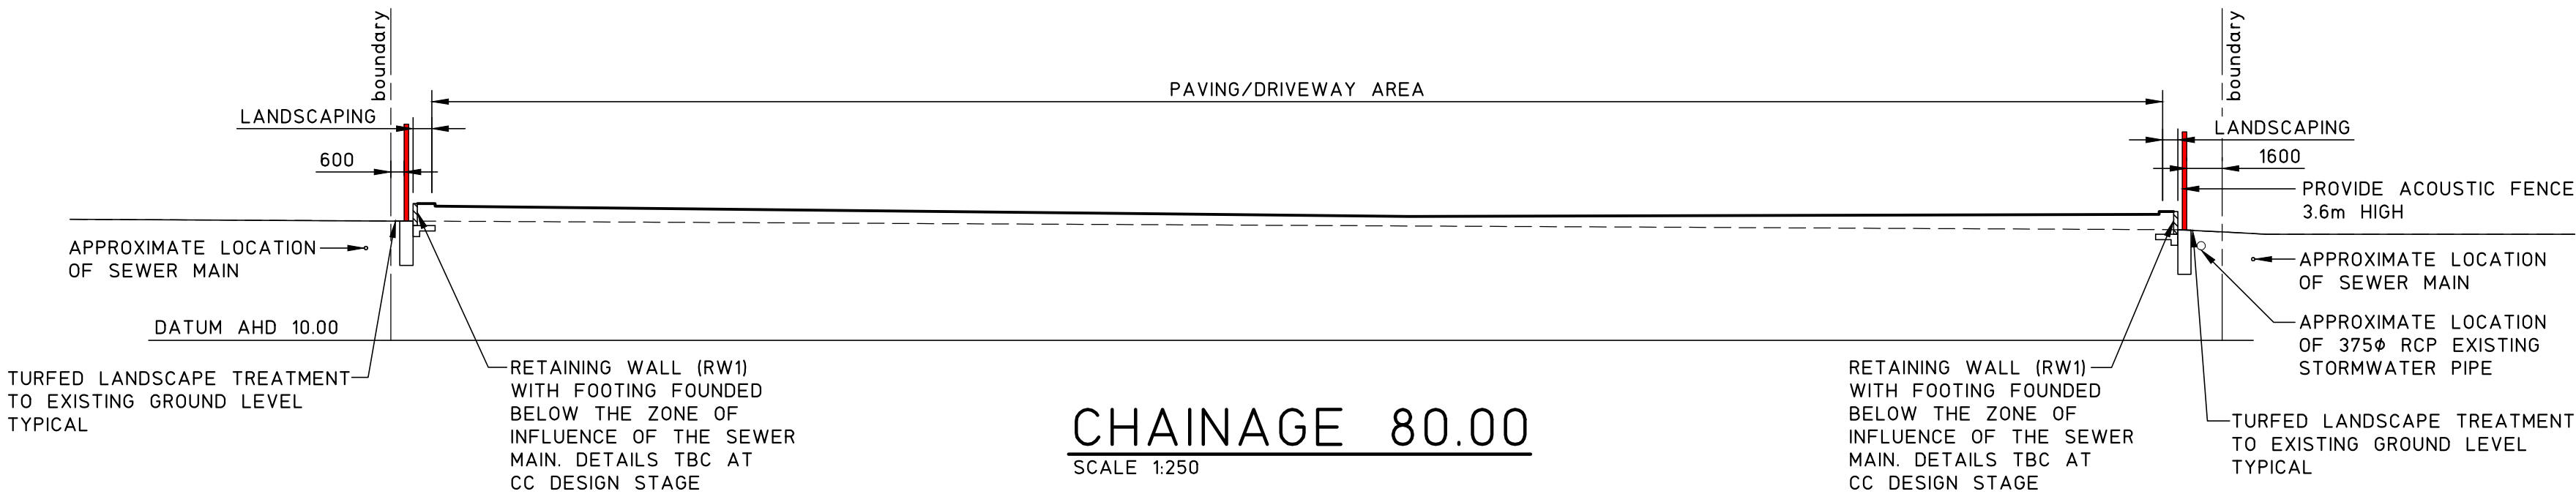 boundary
boundary
PAVING/DRIVEWAY AREA
LANDSCAPING
LANDSCAPING
600
1600
PROVIDE ACOUSTIC FENCE
3.6m HIGH
APPROXIMATE LOCATION
OF SEWER MAIN
APPROXIMATE LOCATION
OF SEWER MAIN
DATUM AHD 10.00
APPROXIMATE LOCATION
OF 375ø RCP EXISTING
STORMWATER PIPE
TURFED LANDSCAPE TREATMENT
TO EXISTING GROUND LEVEL
TYPICAL
RETAINING WALL (RW1)
WITH FOOTING FOUNDED
BELOW THE ZONE OF
INFLUENCE OF THE SEWER
MAIN. DETAILS TBC AT
CC DESIGN STAGE
CHAINAGE 80.00
SCALE 1:250
RETAINING WALL (RW1)
WITH FOOTING FOUNDED
BELOW THE ZONE OF
INFLUENCE OF THE SEWER
MAIN. DETAILS TBC AT
CC DESIGN STAGE
TURFED LANDSCAPE TREATMENT
TO EXISTING GROUND LEVEL
TYPICAL